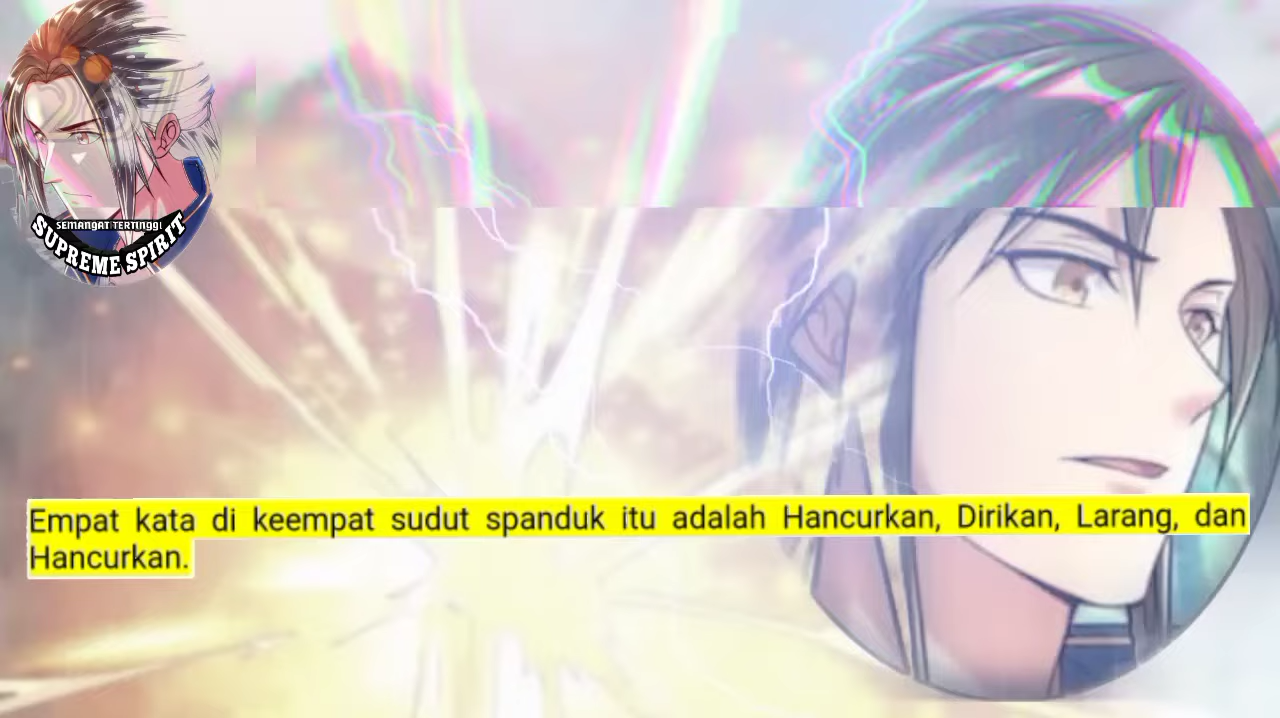 SEMANGAT TERTINGGI
SUPREME SPIRIT
Empat kata di keempat sudut spanduk itu adalah Hancurkan, Dirikan, Larang, dan
Hancurkan.